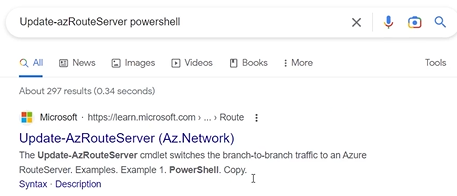 Update-azRouteServer powershell
All News Images Videos Books More Tools
About 297 results (0.34 seconds)
Microsoft · https://learn.microsoft.com › ... › Route
Update-AzRouteServer (Az.Network)
The Update-AzRouteServer cmdlet switches the branch-to-branch traffic to an Azure
RouteServer. Examples. Example 1. PowerShell. Copy.
Syntax · Description